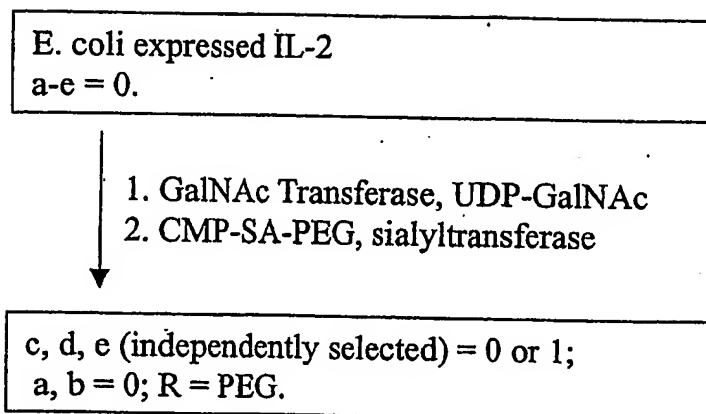 E. coli expressed IL-2
a-e = 0.
1. GalNAc Transferase, UDP-GalNAc
2. CMP-SA-PEG, sialyltransferase
c, d, e (independently selected) = 0 or 1;
a, b = 0; R = PEG.